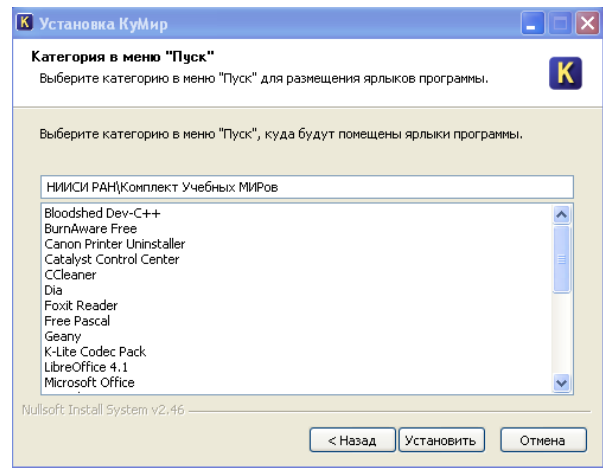 K Установка КуМир
Категория в меню "Пуск"
Выберите категорию в меню "Пуск" для размещения ярлыков программы.
K
Выберите категорию в меню "Пуск", куда будут помещены ярлыки программы.
НИИСИ РАН\Комплект Учебных МИРов
Bloodshed Dev-C++
BurnAware Free
Canon Printer Uninstaller
Catalyst Control Center
CCleaner
Dia
Foxit Reader
Free Pascal
Geany
K-Lite Codec Pack
LibreOffice 4.1
Microsoft Office
Nullsoft Install System v2.46
< Назад Установить Отмена